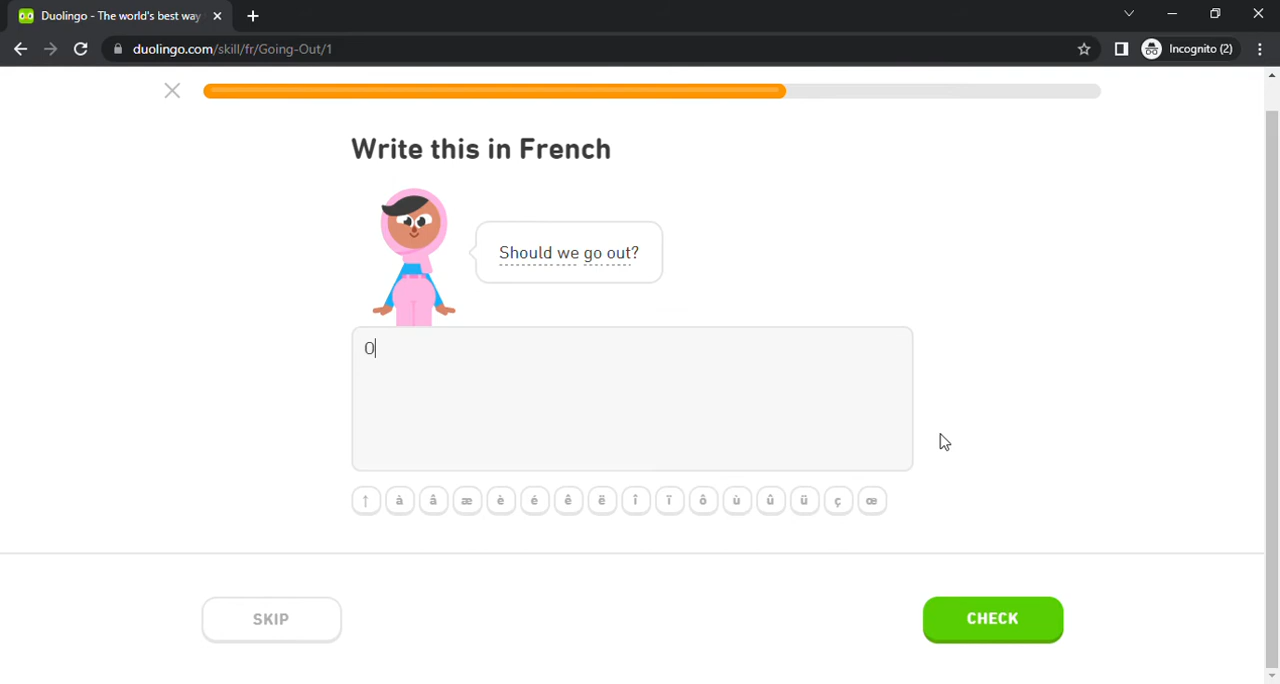 Duolingo - The world's best way
duolingo.com/skill/fr/Going-Out/1
Incognito (2)
Write this in French
Should we go out?
O
↑ à â æ è é ê ë î ï ô ù û ü ç œ
SKIP
CHECK